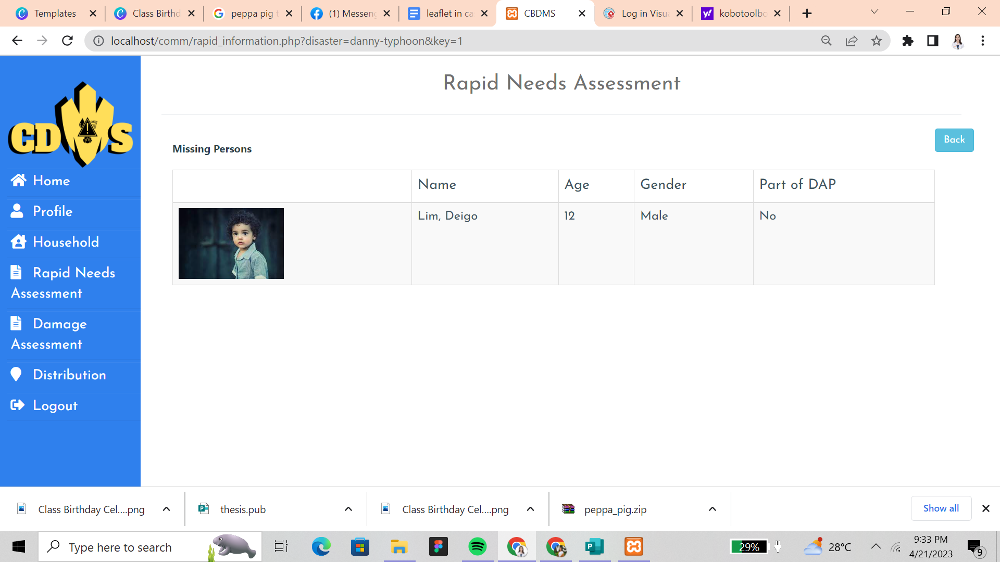 Templates
Class Birthd
peppa pig t
(1) Messeng
leaflet in ca
CBDMS
Log in Visua
kobotoolbo
localhost/comm/rapid_information.php?disaster=danny-typhoon&key=1
CDMS
Home
Profile
Household
Rapid Needs
Assessment
Damage
Assessment
Distribution
Logout
Rapid Needs Assessment
Back
Missing Persons
Name Age Gender Part of DAP
Lim, Deigo 12 Male No
Class Birthday Cel....png
thesis.pub
Class Birthday Cel....png
peppa_pig.zip
Show all
Type here to search
29%
28°C
9:33 PM
4/21/2023
9